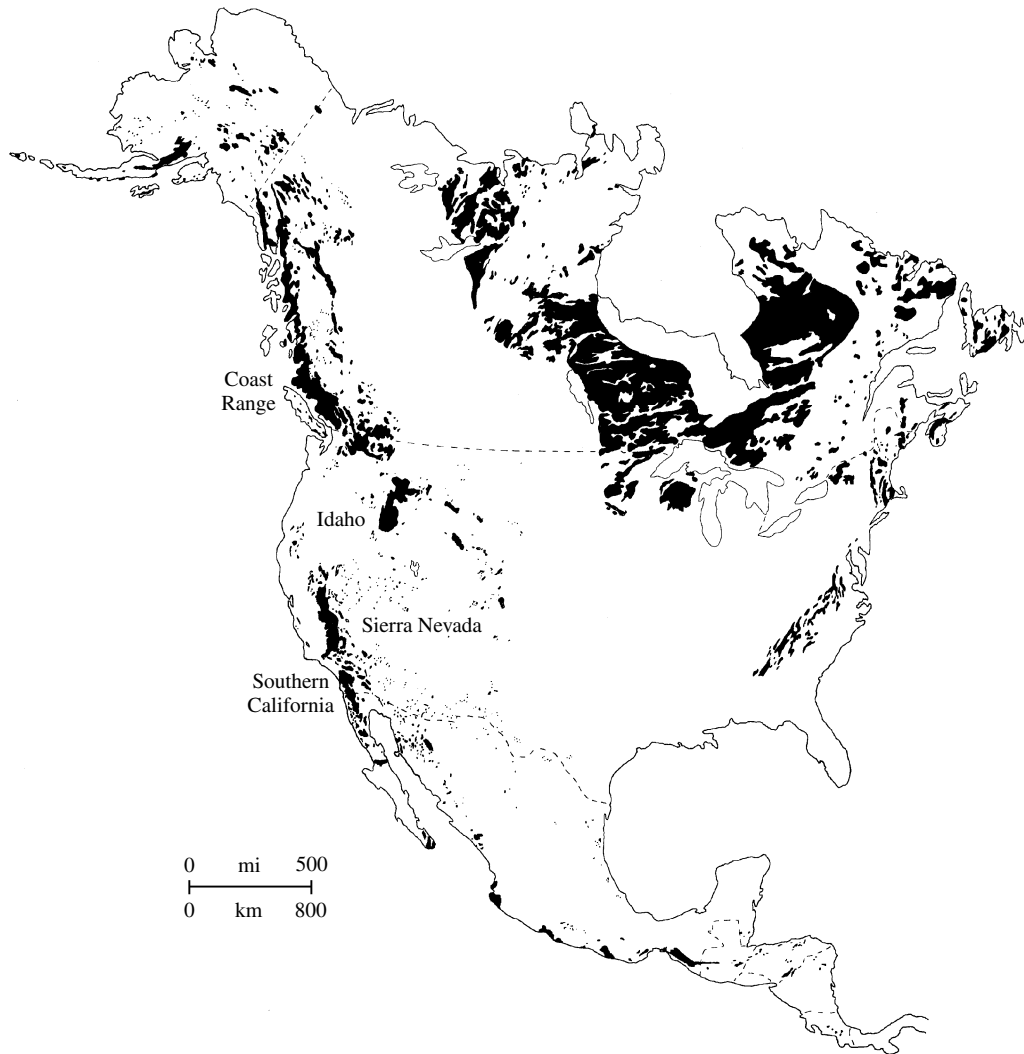 Coast
Range
Idaho
Sierra Nevada
Southern
California
0 mi 500
0 km 800